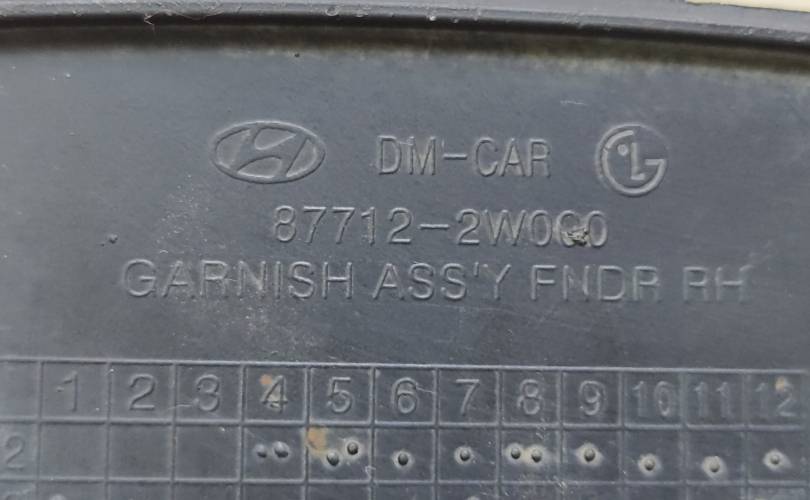 DM-CAR
87712-2W000
GARNISH ASS'Y FNDR RH
1 2 3 4 5 6 7 8 9 10 11 12
2